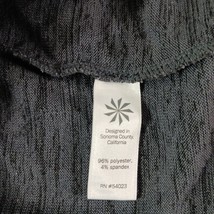 Designed in
Sonoma County
California
96% polyester,
4% spandex
RN #54023